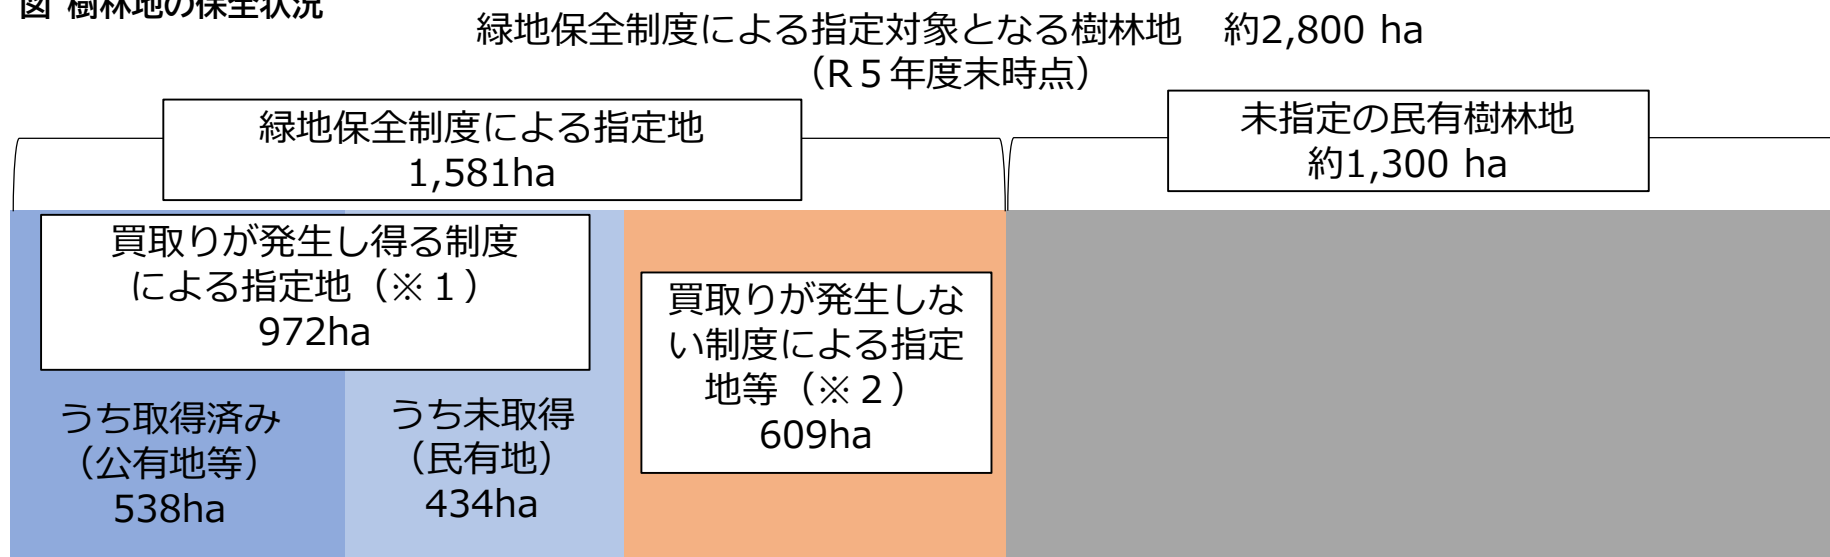 図 樹林地の保全状況
緑地保全制度による指定対象となる樹林地　約2,800 ha
（R５年度末時点）
緑地保全制度による指定地
1,581ha
未指定の民有樹林地
約1,300 ha
買取りが発生し得る制度
による指定地（※１）
972ha
買取りが発生しな
い制度による指定
地等（※２）
609ha
うち取得済み
（公有地等）
538ha
うち未取得
（民有地）
434ha